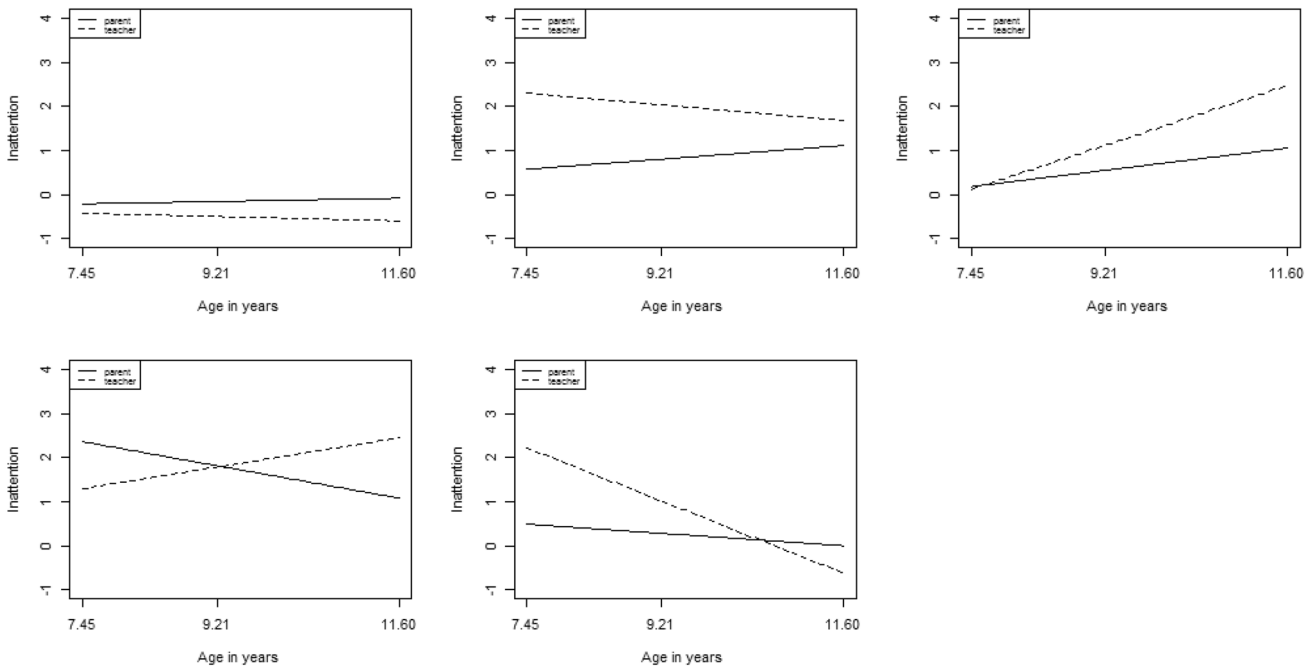 parent
teacher
4
3
2
1
0
-1
Inattention
7.45 9.21 11.60
Age in years
parent
teacher
4
3
2
1
0
-1
Inattention
7.45 9.21 11.60
Age in years
parent
teacher
4
3
2
1
0
-1
Inattention
7.45 9.21 11.60
Age in years
parent
teacher
4
3
2
1
0
-1
Inattention
7.45 9.21 11.60
Age in years
parent
teacher
4
3
2
1
0
-1
Inattention
7.45 9.21 11.60
Age in years